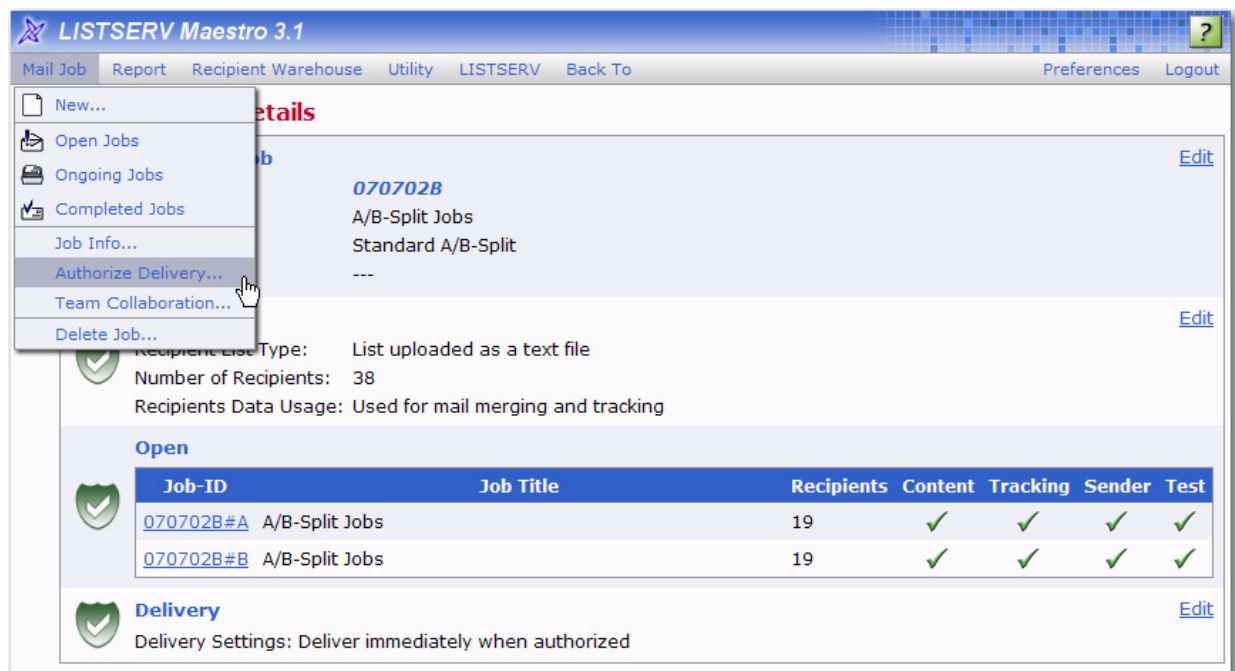 LISTSERV Maestro 3.1
?
Mail Job Report Recipient Warehouse Utility LISTSERV Back To Preferences Logout
New...
Open Jobs
Ongoing Jobs
Completed Jobs
Job Info...
Authorize Delivery...
Team Collaboration...
Delete Job...
etails
b Edit
070702B
A/B-Split Jobs
Standard A/B-Split
---
Edit
Recipient List Type: List uploaded as a text file
Number of Recipients: 38
Recipients Data Usage: Used for mail merging and tracking
Open
Job-ID Job Title Recipients Content Tracking Sender Test
070702B#A A/B-Split Jobs 19
070702B#B A/B-Split Jobs 19
Delivery Edit
Delivery Settings: Deliver immediately when authorized